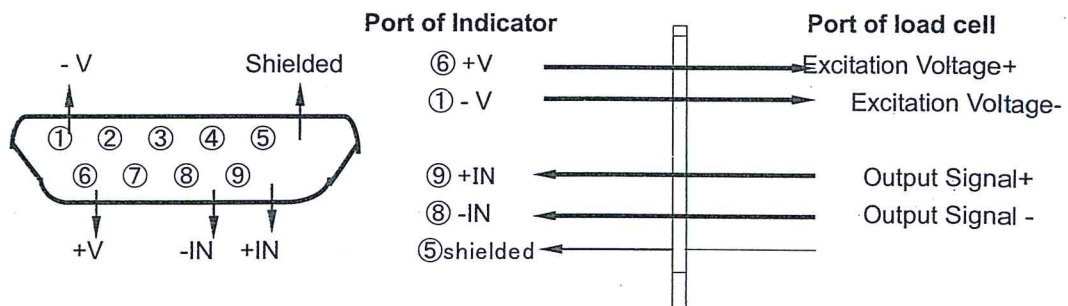 Port of Indicator
Port of load cell
- V
Shielded
① ② ③ ④ ⑤
⑥ ⑦ ⑧ ⑨
+V
-IN
+IN
⑥ +V
Excitation Voltage+
① - V
Excitation Voltage-
⑨ +IN
Output Signal+
⑧ -IN
Output Signal -
⑤shielded